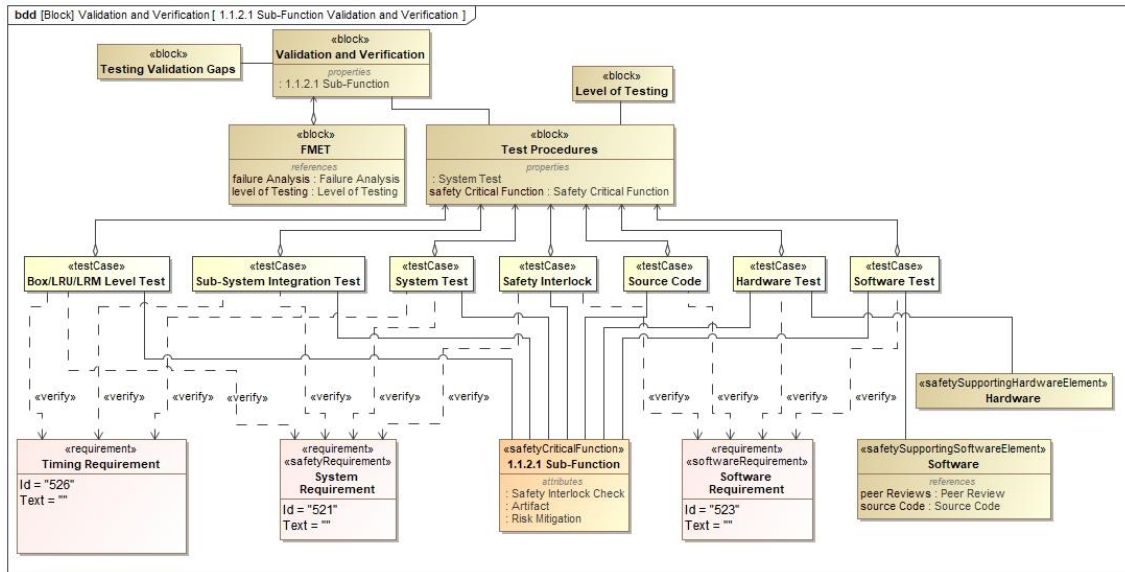 bdd [Block] Validation and Verification [ 1.1.2.1 Sub-Function Validation and Verification ]
«block»
Testing Validation Gaps
«block»
Validation and Verification
properties
: 1.1.2.1 Sub-Function
«block»
Level of Testing
«block»
FMET
references
failure Analysis : Failure Analysis
level of Testing : Level of Testing
«block»
Test Procedures
properties
: System Test
safety Critical Function : Safety Critical Function
«testCase»
Box/LRU/LRM Level Test
«testCase»
Sub-System Integration Test
«testCase»
System Test
«testCase»
Safety Interlock
«testCase»
Source Code
«testCase»
Hardware Test
«testCase»
Software Test
«verify»
«verify»
«verify»
«verify»
«verify»
«verify»
«verify»
«verify»
«verify»
«verify»
«verify»
«safetySupportingHardwareElement»
Hardware
«requirement»
Timing Requirement
Id = "526"
Text = ""
«requirement»
«safetyRequirement»
System
Requirement
Id = "521"
Text = ""
«safetyCriticalFunction»
1.1.2.1 Sub-Function
attributes
: Safety Interlock Check
: Artifact
: Risk Mitigation
«requirement»
«softwareRequirement»
Software
Requirement
Id = "523"
Text = ""
«safetySupportingSoftwareElement»
Software
references
peer Reviews : Peer Review
source Code : Source Code